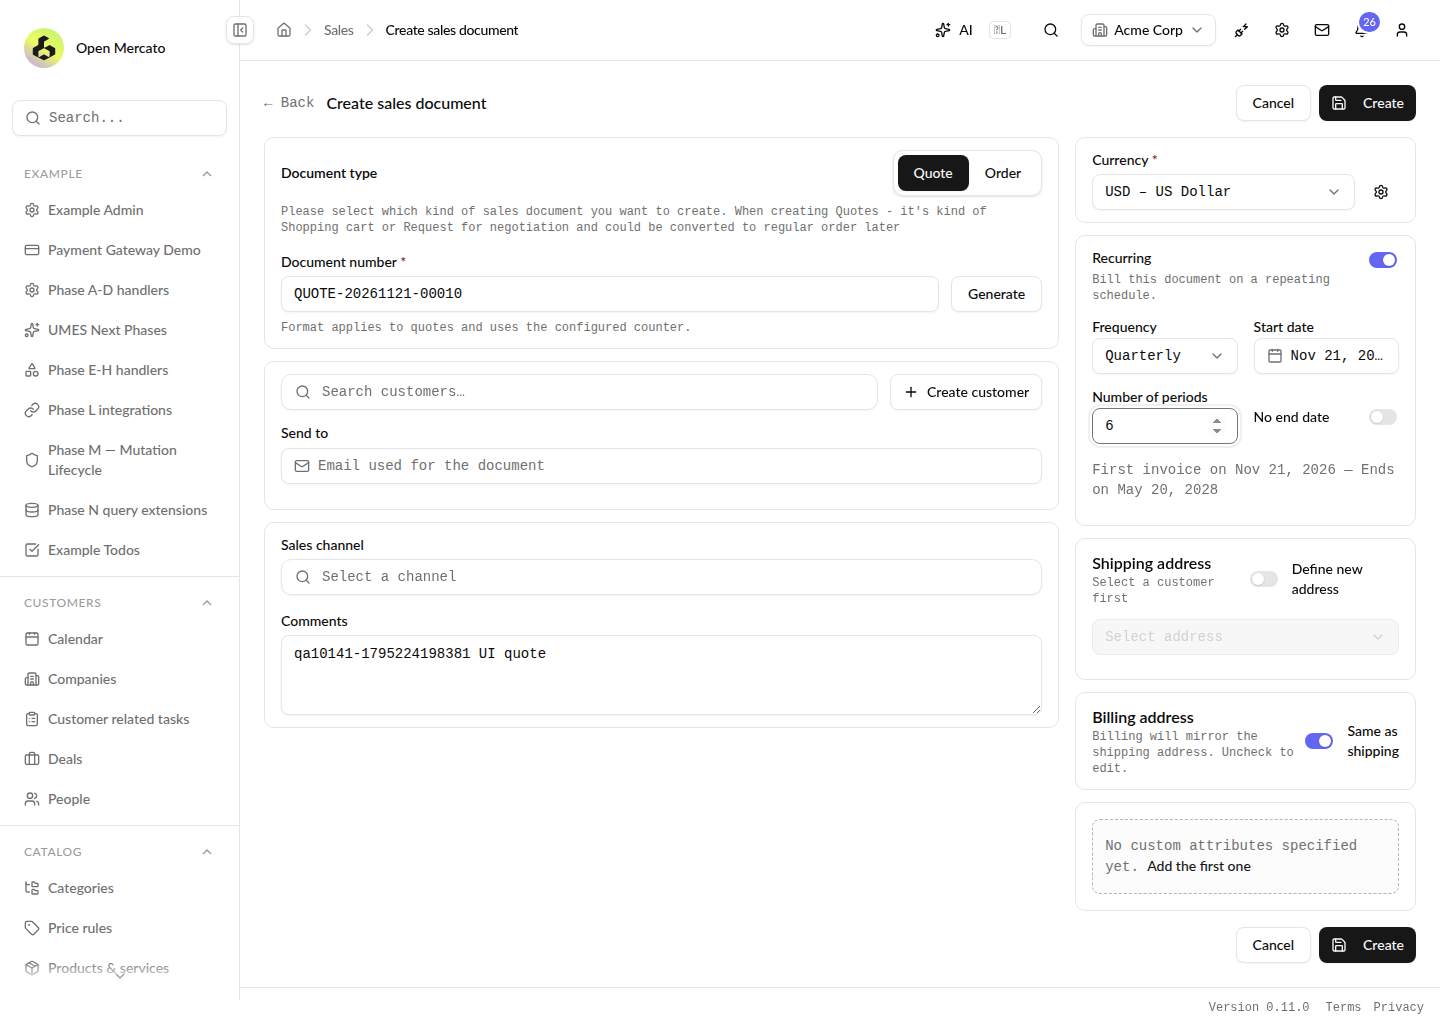 Open Mercato
Search...
EXAMPLE
Example Admin
Payment Gateway Demo
Phase A-D handlers
UMES Next Phases
Phase E-H handlers
Phase L integrations
Phase M — Mutation
Lifecycle
Phase N query extensions
Example Todos
CUSTOMERS
Calendar
Companies
Customer related tasks
Deals
People
CATALOG
Categories
Price rules
Products & services
Sales
Create sales document
AI
L
Acme Corp
26
← Back
Create sales document
Cancel
Create
Document type
Quote
Order
Please select which kind of sales document you want to create. When creating Quotes - it's kind of
Shopping cart or Request for negotiation and could be converted to regular order later
Document number *
QUOTE-20261121-00010
Generate
Format applies to quotes and uses the configured counter.
Search customers…
Create customer
Send to
Email used for the document
Sales channel
Select a channel
Comments
qa10141-1795224198381 UI quote
Currency *
USD – US Dollar
Recurring
Bill this document on a repeating
schedule.
Frequency
Start date
Quarterly
Nov 21, 20…
Number of periods
6
No end date
First invoice on Nov 21, 2026 — Ends
on May 20, 2028
Shipping address
Select a customer
first
Define new
address
Select address
Billing address
Billing will mirror the
shipping address. Uncheck to
edit.
Same as
shipping
No custom attributes specified
yet. Add the first one
Cancel
Create
Version 0.11.0
Terms
Privacy